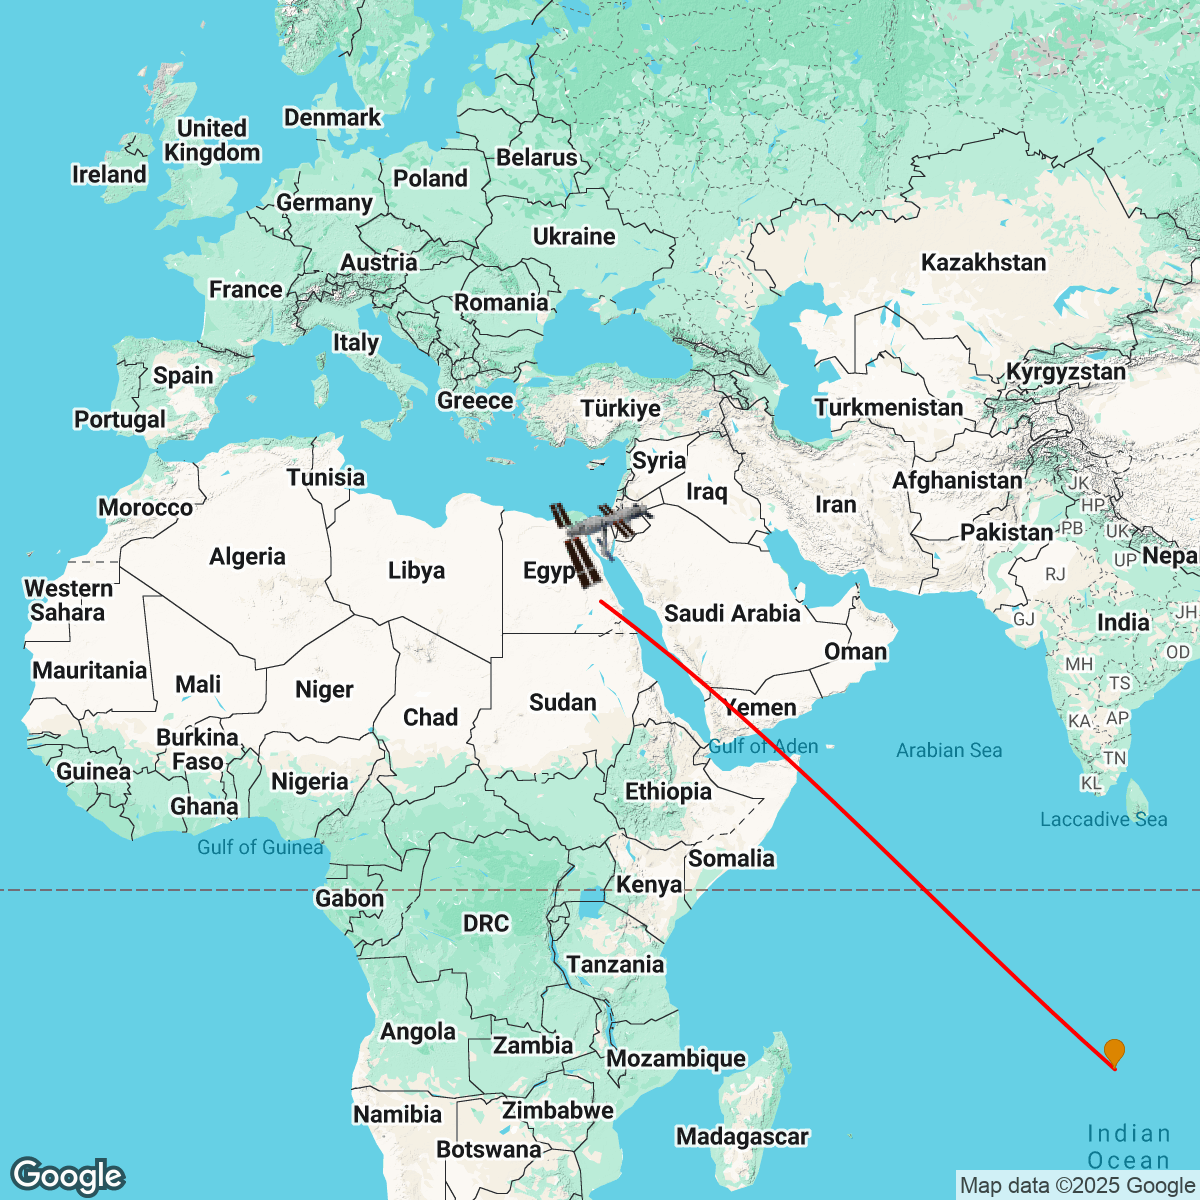 Denmark
United
Kingdom
Ireland
Belarus
Poland
Germany
Ukraine
Austria
Kazakhstan
France
Romania
Italy
Kyrgyzstan
Spain
Greece
Türkiye
Turkmenistan
Portugal
Syria
Tunisia
Afghanistan
JK
Iraq
Iran
HP
Morocco
PB
UK
Pakistan
Algeria
Nepa
UP
Libya
Egyp
RJ
Western
Sahara
Saudi Arabia
JH
GJ
India
Oman
OD
Mauritania
MH
Mali
Niger
TS
Sudan
Yemen
Chad
KA
AP
Burkina
Faso
Gulf of Aden
Arabian Sea
TN
Guinea
Nigeria
KL
Ethiopia
Ghana
Laccadive Sea
Gulf of Guinea
Somalia
Kenya
Gabon
DRC
Tanzania
Angola
Zambia
Mozambique
Zimbabwe
Namibia
Indian
Ocean
Madagascar
Botswana
Google
Map data ©2025 Google